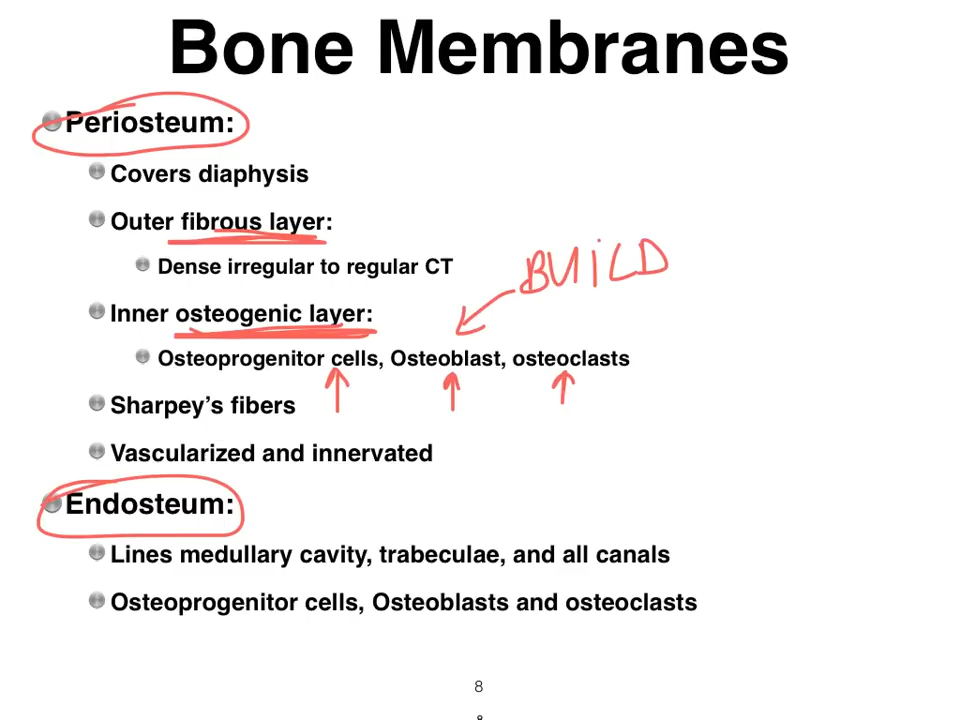 Bone Membranes
Periosteum:
Covers diaphysis
Outer fibrous layer:
Dense irregular to regular CT
BUILD
Inner osteogenic layer:
Osteoprogenitor cells, Osteoblast, osteoclasts
Sharpey’s fibers
Vascularized and innervated
Endosteum:
Lines medullary cavity, trabeculae, and all canals
Osteoprogenitor cells, Osteoblasts and osteoclasts
8
8